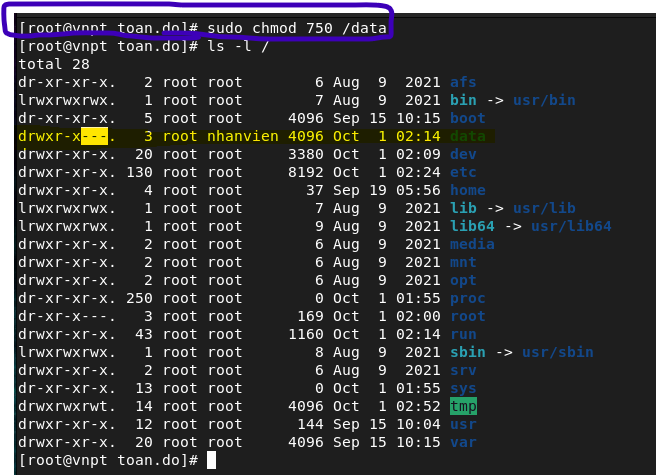 [root@vnpt toan.do]# sudo chmod 750 /data
[root@vnpt toan.do]# ls -l /
total 28
dr-xr-xr-x.   2 root root        6 Aug  9  2021 afs
lrwxrwxrwx.   1 root root        7 Aug  9  2021 bin -> usr/bin
dr-xr-xr-x.   5 root root     4096 Sep 15 10:15 boot
drwxr-x---.   3 root nhanvien 4096 Oct  1 02:14 data
drwxr-xr-x.  20 root root     3380 Oct  1 02:09 dev
drwxr-xr-x. 130 root root     8192 Oct  1 02:24 etc
drwxr-xr-x.   4 root root       37 Sep 19 05:56 home
lrwxrwxrwx.   1 root root        7 Aug  9  2021 lib -> usr/lib
lrwxrwxrwx.   1 root root        9 Aug  9  2021 lib64 -> usr/lib64
drwxr-xr-x.   2 root root        6 Aug  9  2021 media
drwxr-xr-x.   2 root root        6 Aug  9  2021 mnt
drwxr-xr-x.   2 root root        6 Aug  9  2021 opt
dr-xr-xr-x. 250 root root        0 Oct  1 01:55 proc
dr-xr-x---.   3 root root      169 Oct  1 02:00 root
drwxr-xr-x.  43 root root     1160 Oct  1 02:14 run
lrwxrwxrwx.   1 root root        8 Aug  9  2021 sbin -> usr/sbin
drwxr-xr-x.   2 root root        6 Aug  9  2021 srv
dr-xr-xr-x.  13 root root        0 Oct  1 01:55 sys
drwxrwxrwt.  14 root root     4096 Oct  1 02:52 tmp
drwxr-xr-x.  12 root root      144 Sep 15 10:04 usr
drwxr-xr-x.  20 root root     4096 Sep 15 10:15 var
[root@vnpt toan.do]#